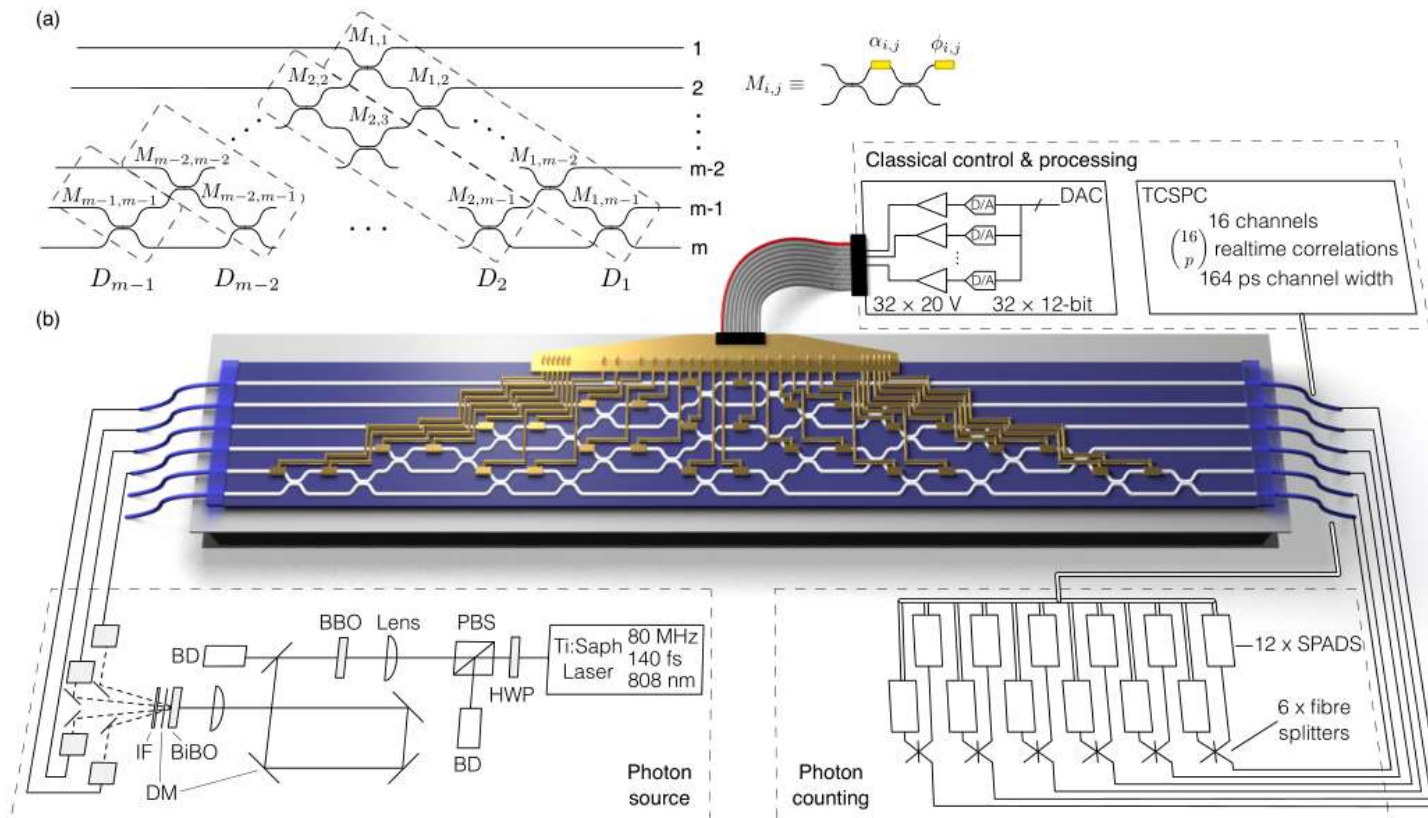 (a)
M1,1
1
M2,2
M1,2
2
M2,3
Mm−2,m−2
M1,m−2
m-2
Mm−1,m−1
Mm−2,m−1
M2,m−1
M1,m−1
m-1
m
Dm−1
Dm−2
D2
D1
αi,j
ϕi,j
Mi,j ≡
Classical control & processing
DAC
D/A
D/A
D/A
32 × 20 V
32 × 12-bit
TCSPC
16 channels
(16 p) realtime correlations
164 ps channel width
(b)
BBO
Lens
PBS
Ti:Saph
Laser
80 MHz
140 fs
808 nm
BD
HWP
IF
BiBO
BD
DM
Photon
source
Photon
counting
12 x SPADS
6 x fibre
splitters